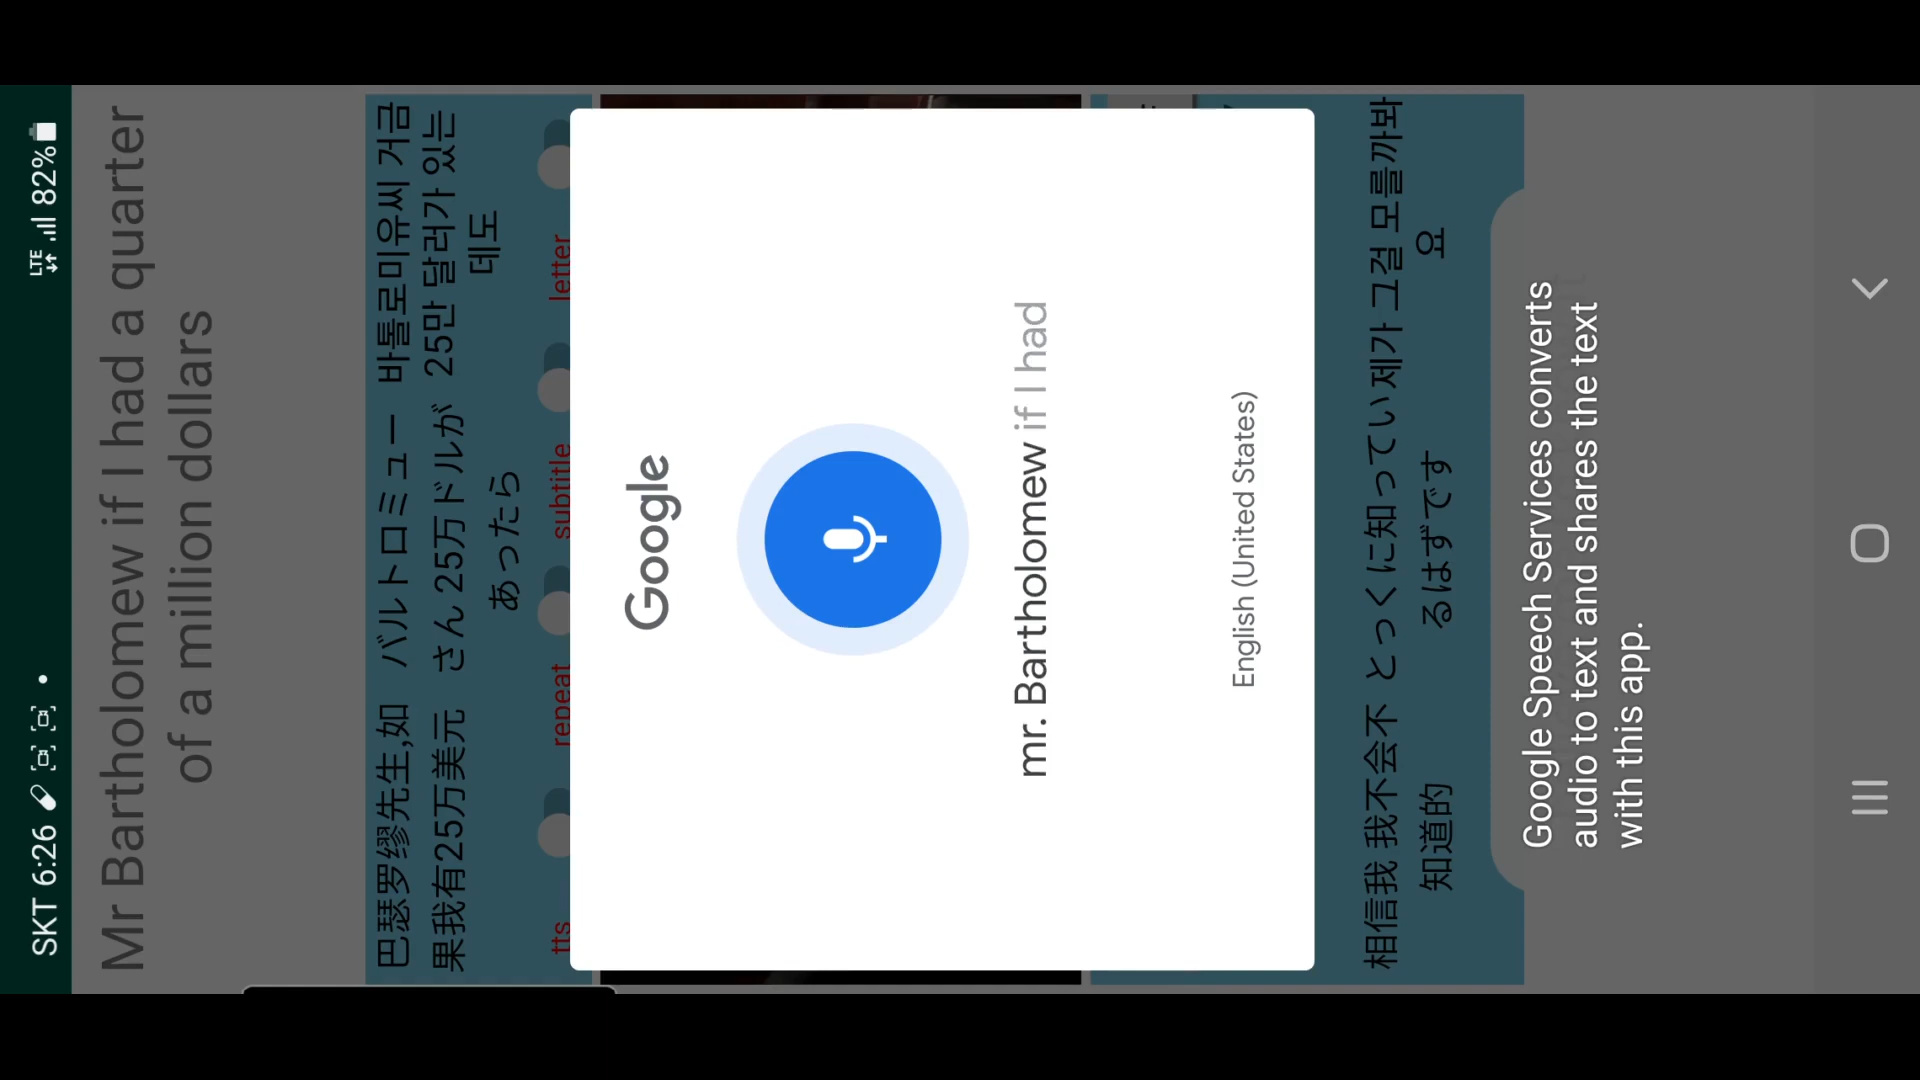 SKT 6:26
LTE 82%
Mr Bartholomew if I had a quarter
of a million dollars
巴瑟罗缪先生,如
果我有25万美元
バルトロミュー
さん 25万ドルが
あったら
바톨로미유씨 거금
25만 달러가 있는
데도
tts
repeat
subtitle
letter
Google
mr. Bartholomew if I had
English (United States)
相信我 我不会不
知道的
とっくに知ってい
るはずです
제가 그걸 모를까봐
요
Google Speech Services converts
audio to text and shares the text
with this app.